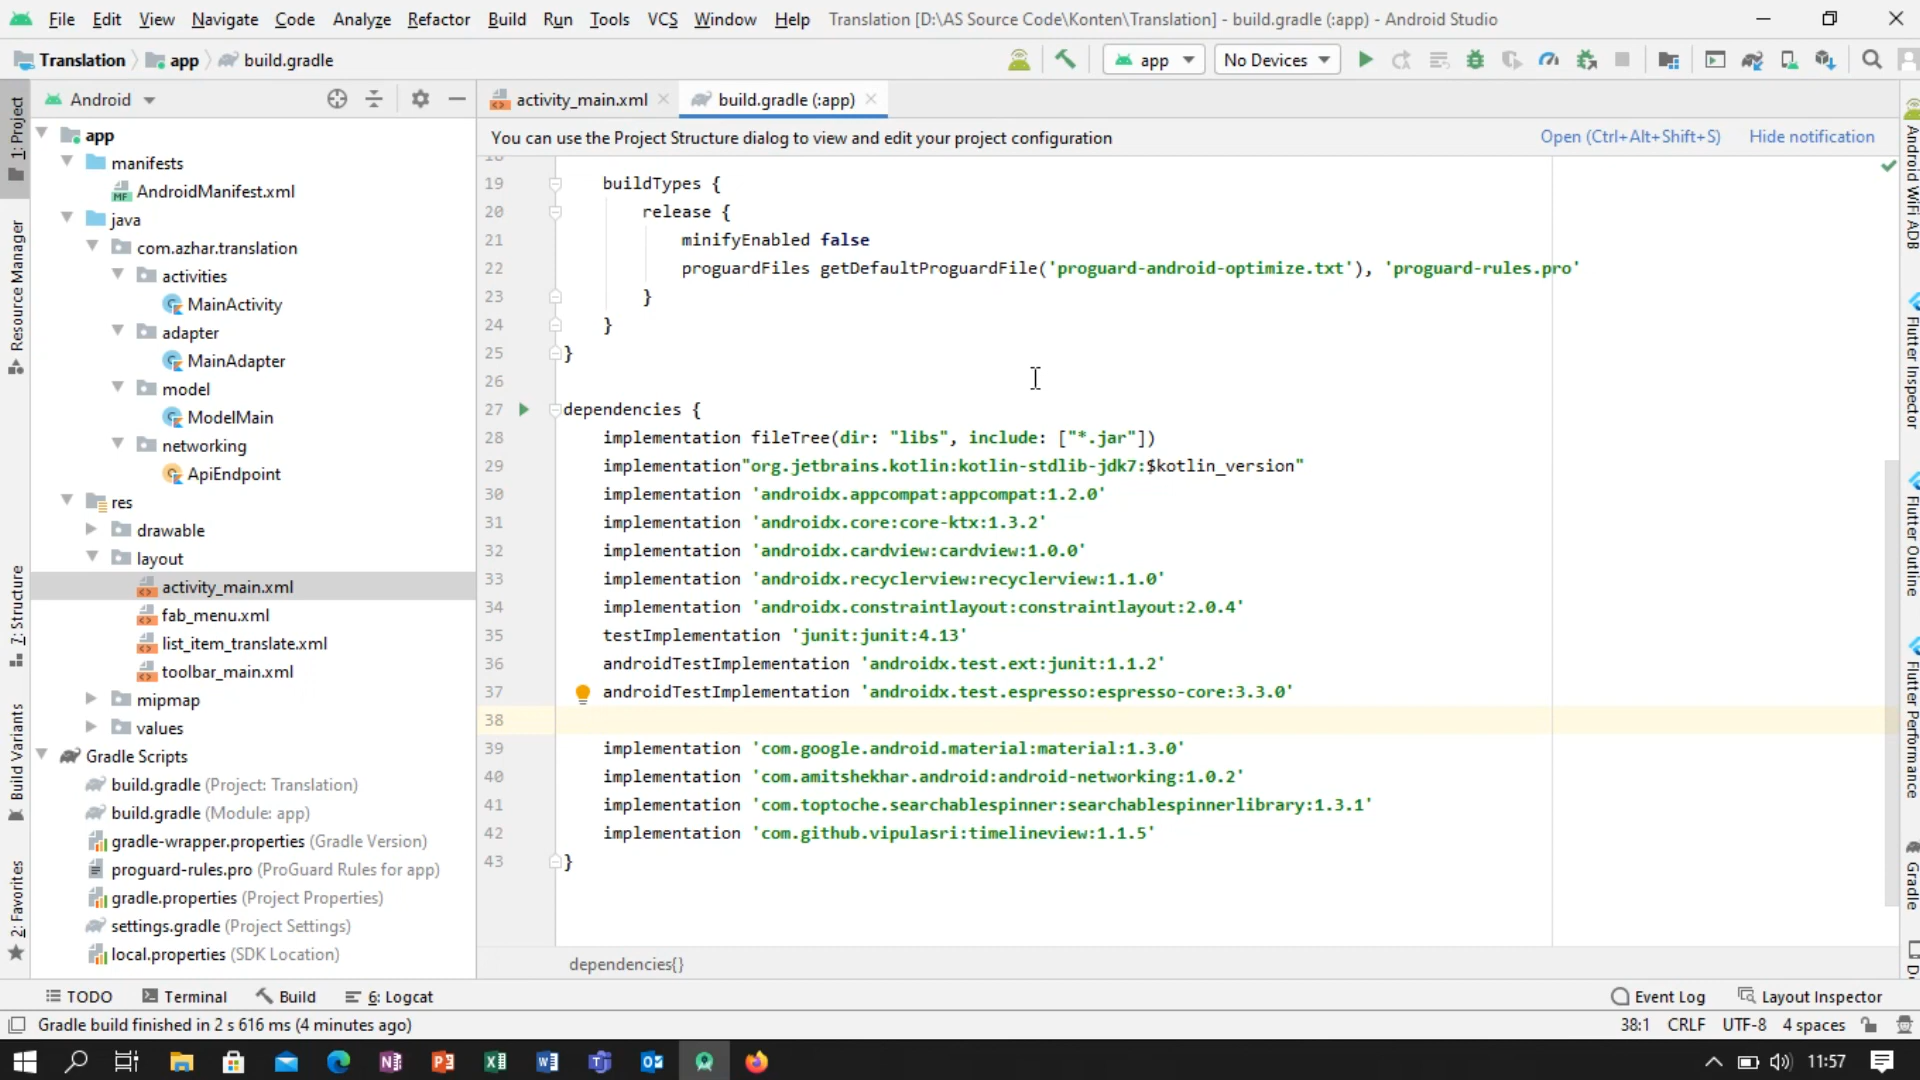 File Edit View Navigate Code Analyze Refactor Build Run Tools VCS Window Help Translation [D:\AS Source Code\Konten\Translation] - build.gradle (:app) - Android Studio
Translation app build.gradle app No Devices
Android activity_main.xml build.gradle (:app)
You can use the Project Structure dialog to view and edit your project configuration Open (Ctrl+Alt+Shift+S) Hide notification
1: Project
Resource Manager
7: Structure
Build Variants
2: Favorites
app
manifests
MF AndroidManifest.xml
java
com.azhar.translation
activities
MainActivity
adapter
MainAdapter
model
ModelMain
networking
ApiEndpoint
res
drawable
layout
activity_main.xml
fab_menu.xml
list_item_translate.xml
toolbar_main.xml
mipmap
values
Gradle Scripts
build.gradle (Project: Translation)
build.gradle (Module: app)
gradle-wrapper.properties (Gradle Version)
proguard-rules.pro (ProGuard Rules for app)
gradle.properties (Project Properties)
settings.gradle (Project Settings)
local.properties (SDK Location)
19 buildTypes {
20 release {
21 minifyEnabled false
22 proguardFiles getDefaultProguardFile('proguard-android-optimize.txt'), 'proguard-rules.pro'
23 }
24 }
25 }
26
27 dependencies {
28 implementation fileTree(dir: "libs", include: ["*.jar"])
29 implementation"org.jetbrains.kotlin:kotlin-stdlib-jdk7:$kotlin_version"
30 implementation 'androidx.appcompat:appcompat:1.2.0'
31 implementation 'androidx.core:core-ktx:1.3.2'
32 implementation 'androidx.cardview:cardview:1.0.0'
33 implementation 'androidx.recyclerview:recyclerview:1.1.0'
34 implementation 'androidx.constraintlayout:constraintlayout:2.0.4'
35 testImplementation 'junit:junit:4.13'
36 androidTestImplementation 'androidx.test.ext:junit:1.1.2'
37 androidTestImplementation 'androidx.test.espresso:espresso-core:3.3.0'
38
39 implementation 'com.google.android.material:material:1.3.0'
40 implementation 'com.amitshekhar.android:android-networking:1.0.2'
41 implementation 'com.toptoche.searchablespinner:searchablespinnerlibrary:1.3.1'
42 implementation 'com.github.vipulasri:timelineview:1.1.5'
43 }
dependencies{}
Android WiFi ADB
Flutter Inspector
Flutter Outline
Flutter Performance
Gradle
TODO Terminal Build 6: Logcat Event Log Layout Inspector
Gradle build finished in 2 s 616 ms (4 minutes ago) 38:1 CRLF UTF-8 4 spaces
11:57